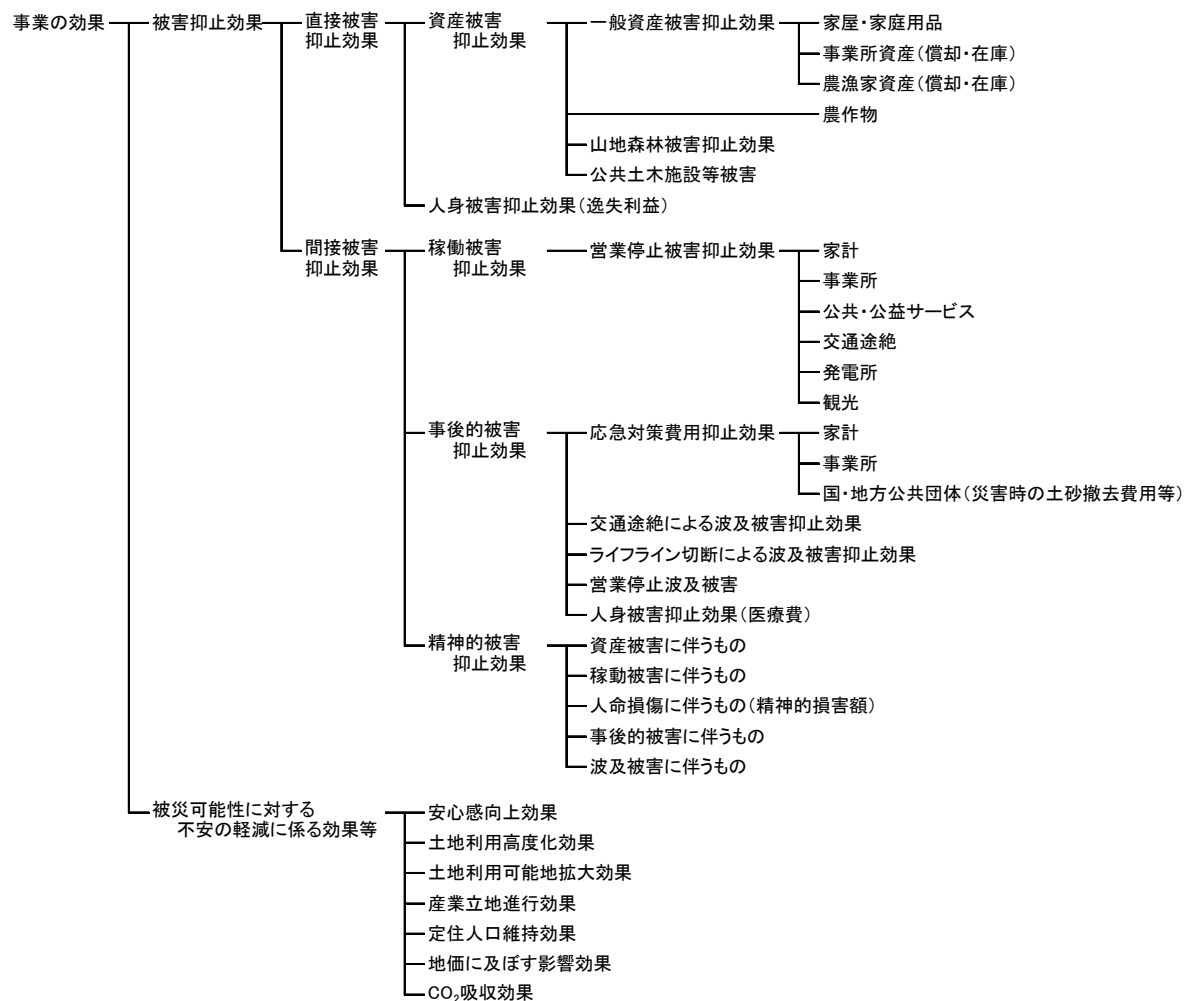 事業の効果
被害抑止効果
直接被害
抑止効果
資産被害
抑止効果
一般資産被害抑止効果
家屋・家庭用品
事業所資産(償却・在庫)
農漁家資産(償却・在庫)
農作物
山地森林被害抑止効果
公共土木施設等被害
人身被害抑止効果(逸失利益)
間接被害
抑止効果
稼働被害
抑止効果
営業停止被害抑止効果
家計
事業所
公共・公益サービス
交通途絶
発電所
観光
事後的被害
抑止効果
応急対策費用抑止効果
家計
事業所
国・地方公共団体(災害時の土砂撤去費用等)
交通途絶による波及被害抑止効果
ライフライン切断による波及被害抑止効果
営業停止波及被害
人身被害抑止効果(医療費)
精神的被害
抑止効果
資産被害に伴うもの
稼動被害に伴うもの
人命損傷に伴うもの(精神的損害額)
事後的被害に伴うもの
波及被害に伴うもの
被災可能性に対する
不安の軽減に係る効果等
安心感向上効果
土地利用高度化効果
土地利用可能地拡大効果
産業立地進行効果
定住人口維持効果
地価に及ぼす影響効果
CO₂吸収効果